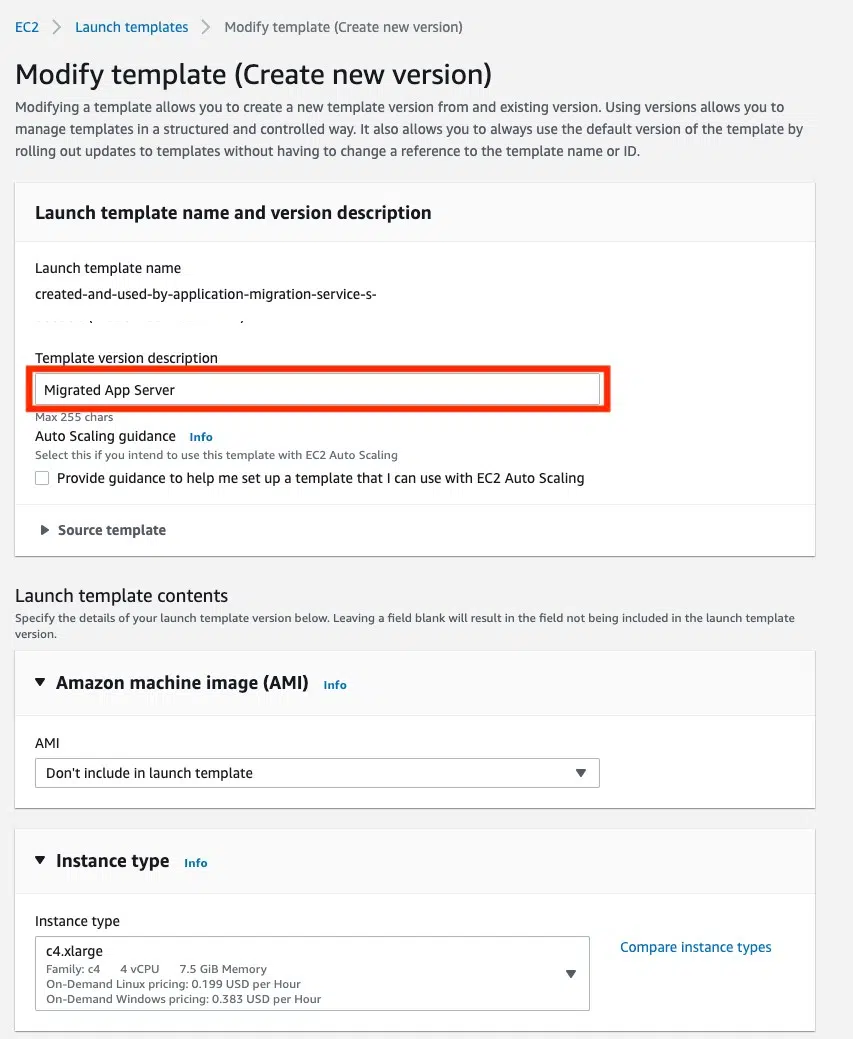 EC2 > Launch templates > Modify template (Create new version)
Modify template (Create new version)
Modifying a template allows you to create a new template version from and existing version. Using versions allows you to
manage templates in a structured and controlled way. It also allows you to always use the default version of the template by
rolling out updates to templates without having to change a reference to the template name or ID.
Launch template name and version description
Launch template name
created-and-used-by-application-migration-service-s-
Template version description
Migrated App Server
Max 255 chars
Auto Scaling guidance Info
Select this if you intend to use this template with EC2 Auto Scaling
Provide guidance to help me set up a template that I can use with EC2 Auto Scaling
Source template
Launch template contents
Specify the details of your launch template version below. Leaving a field blank will result in the field not being included in the launch template
version.
Amazon machine image (AMI) Info
AMI
Don't include in launch template
Instance type Info
Instance type
c4.xlarge
Family: c4 4 vCPU 7.5 GiB Memory
On-Demand Linux pricing: 0.199 USD per Hour
On-Demand Windows pricing: 0.383 USD per Hour
Compare instance types